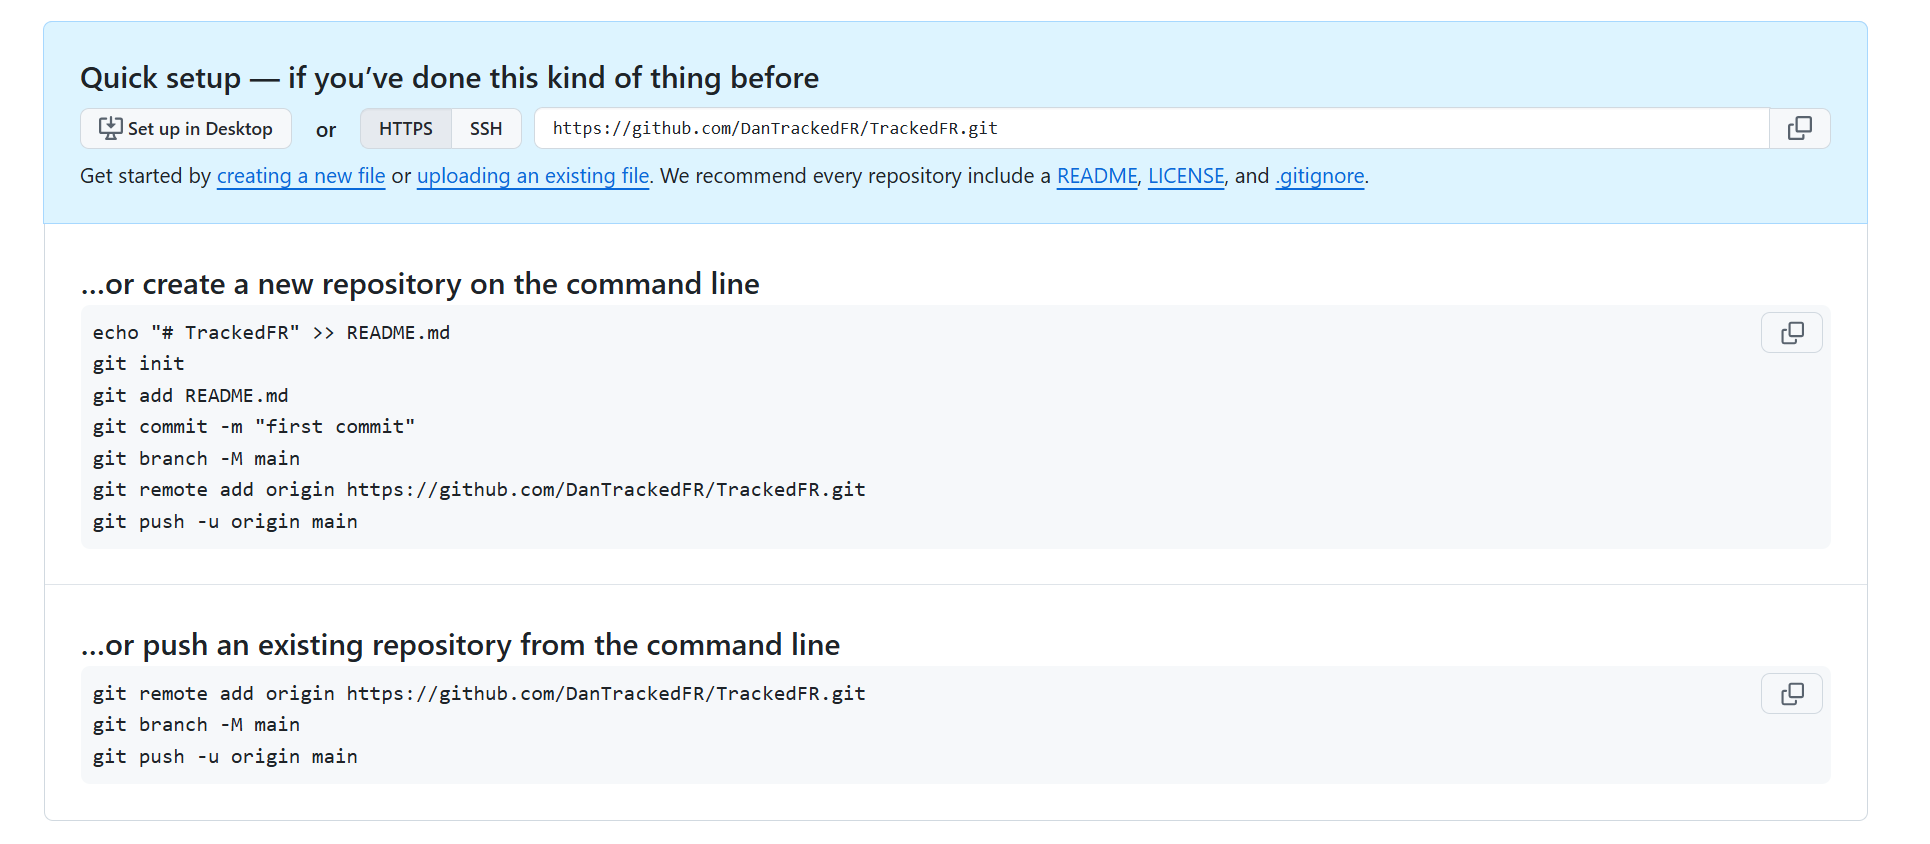 Quick setup — if you’ve done this kind of thing before
Set up in Desktop or HTTPS SSH https://github.com/DanTrackedFR/TrackedFR.git
Get started by creating a new file or uploading an existing file. We recommend every repository include a README, LICENSE, and .gitignore.
…or create a new repository on the command line
echo "# TrackedFR" >> README.md
git init
git add README.md
git commit -m "first commit"
git branch -M main
git remote add origin https://github.com/DanTrackedFR/TrackedFR.git
git push -u origin main
…or push an existing repository from the command line
git remote add origin https://github.com/DanTrackedFR/TrackedFR.git
git branch -M main
git push -u origin main